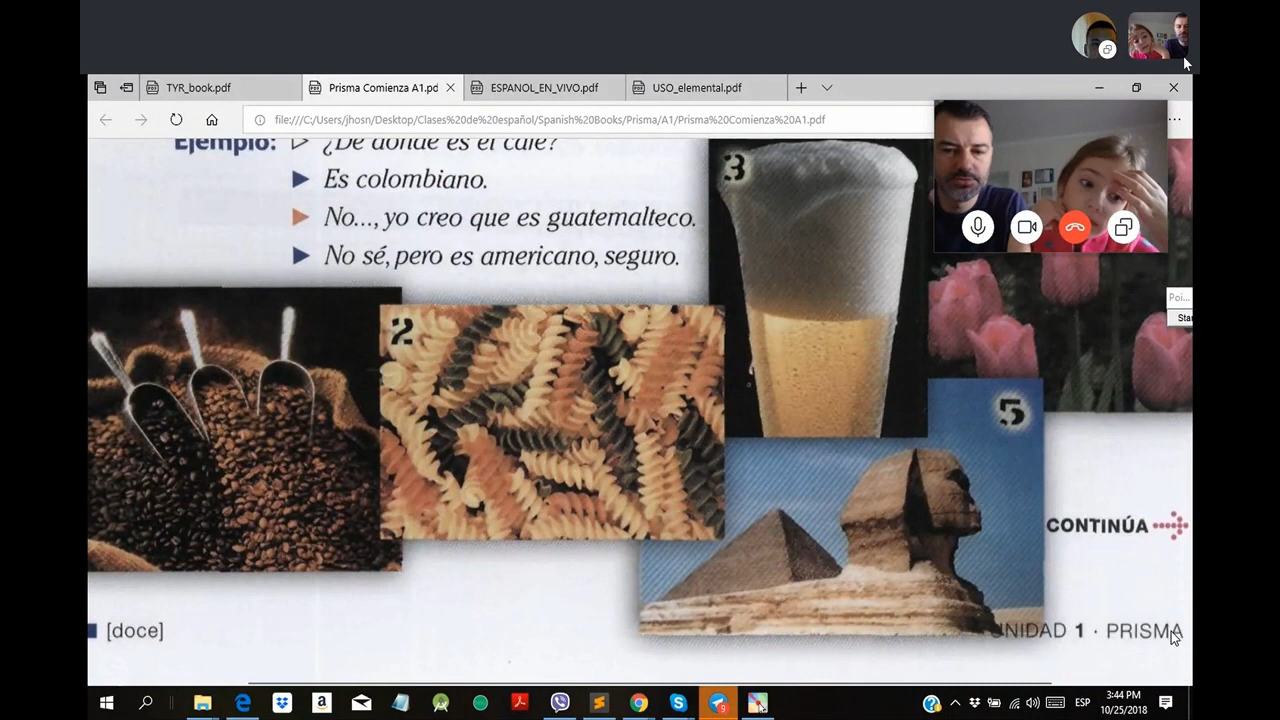 TYR_book.pdf
Prisma Comienza A1.pd
ESPANOL_EN_VIVO.pdf
USO_elemental.pdf
file:///C:/Users/jhosn/Desktop/Clases%20de%20español/Spanish%20Books/Prisma/A1/Prisma%20Comienza%20A1.pdf
Ejemplo: ¿De dónde es el café?
Es colombiano.
No..., yo creo que es guatemalteco.
No sé, pero es americano, seguro.
3
2
5
Poi...
Star
CONTINÚA
[doce]
UNIDAD 1 · PRISMA
9
ESP
3:44 PM
10/25/2018